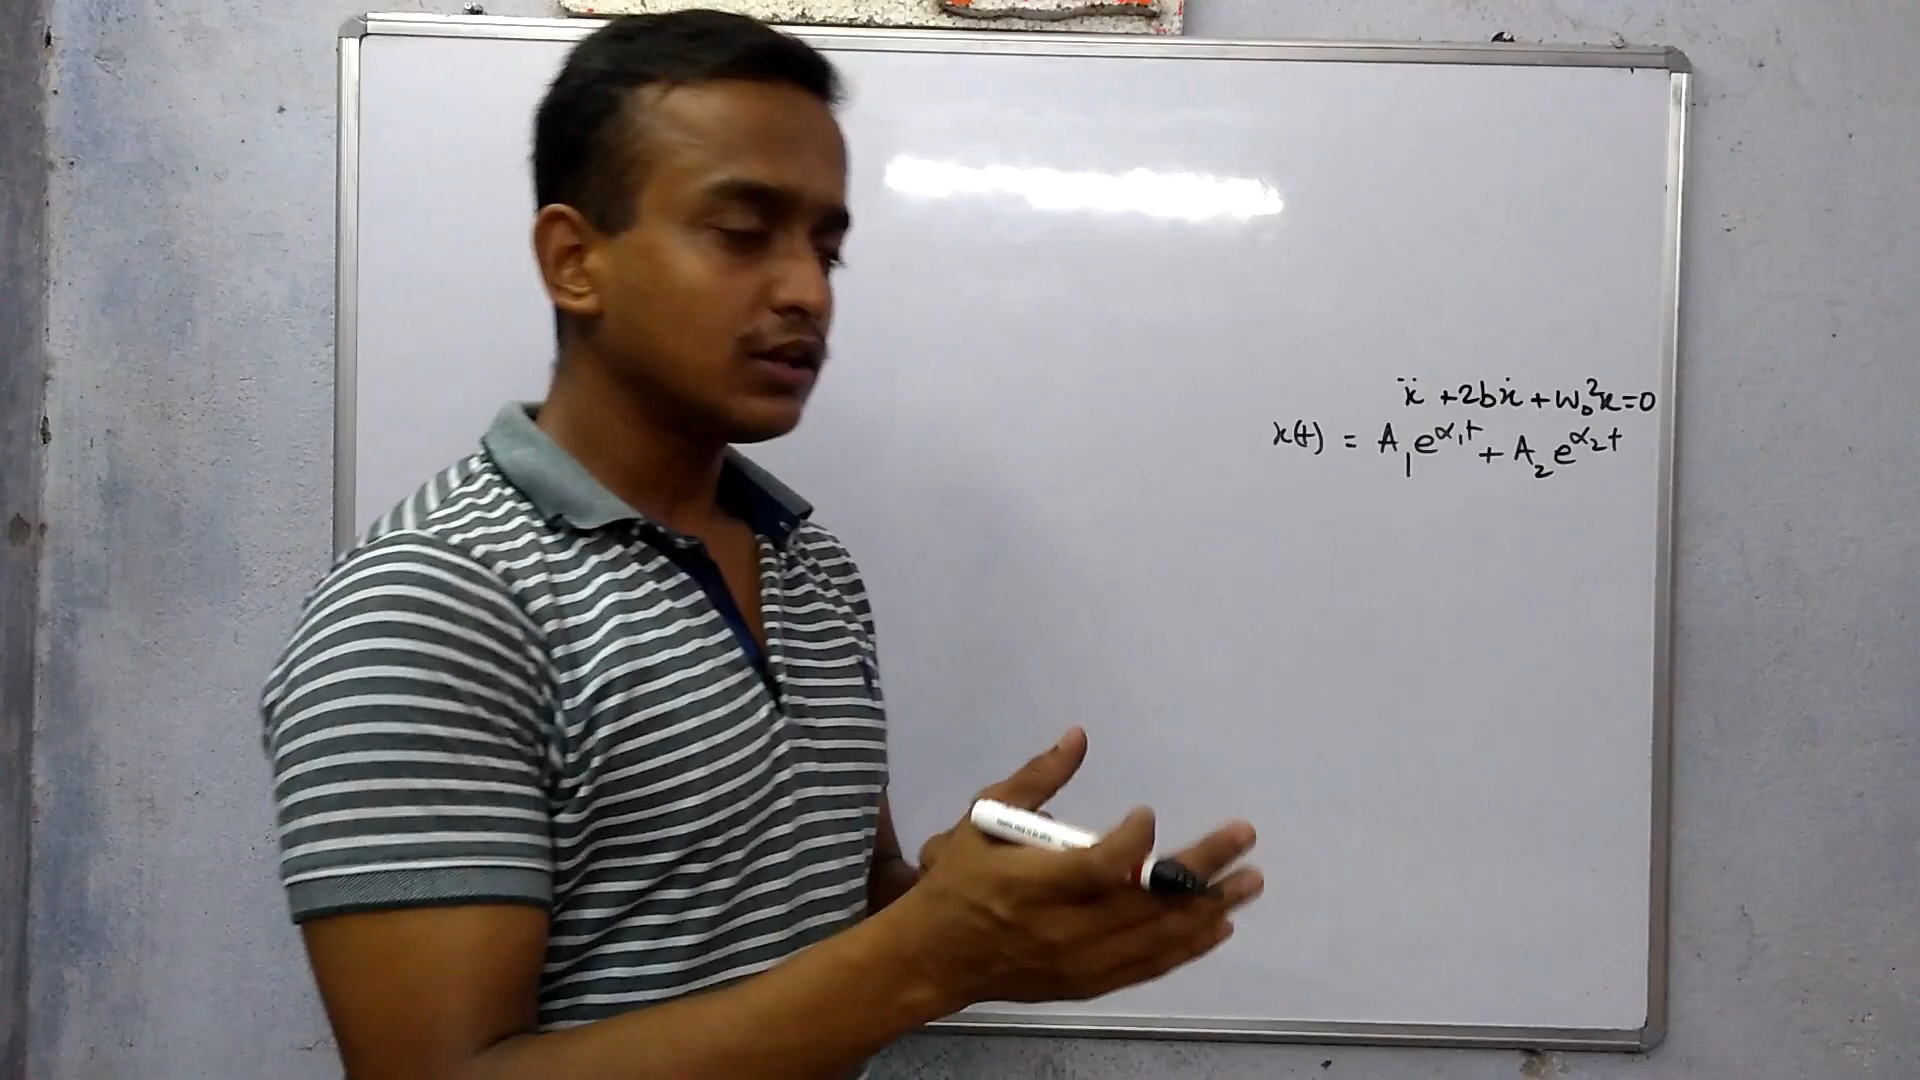 ẍ + 2bẋ + ω₀²x = 0
x(t) = A₁e^α₁t + A₂e^α₂t